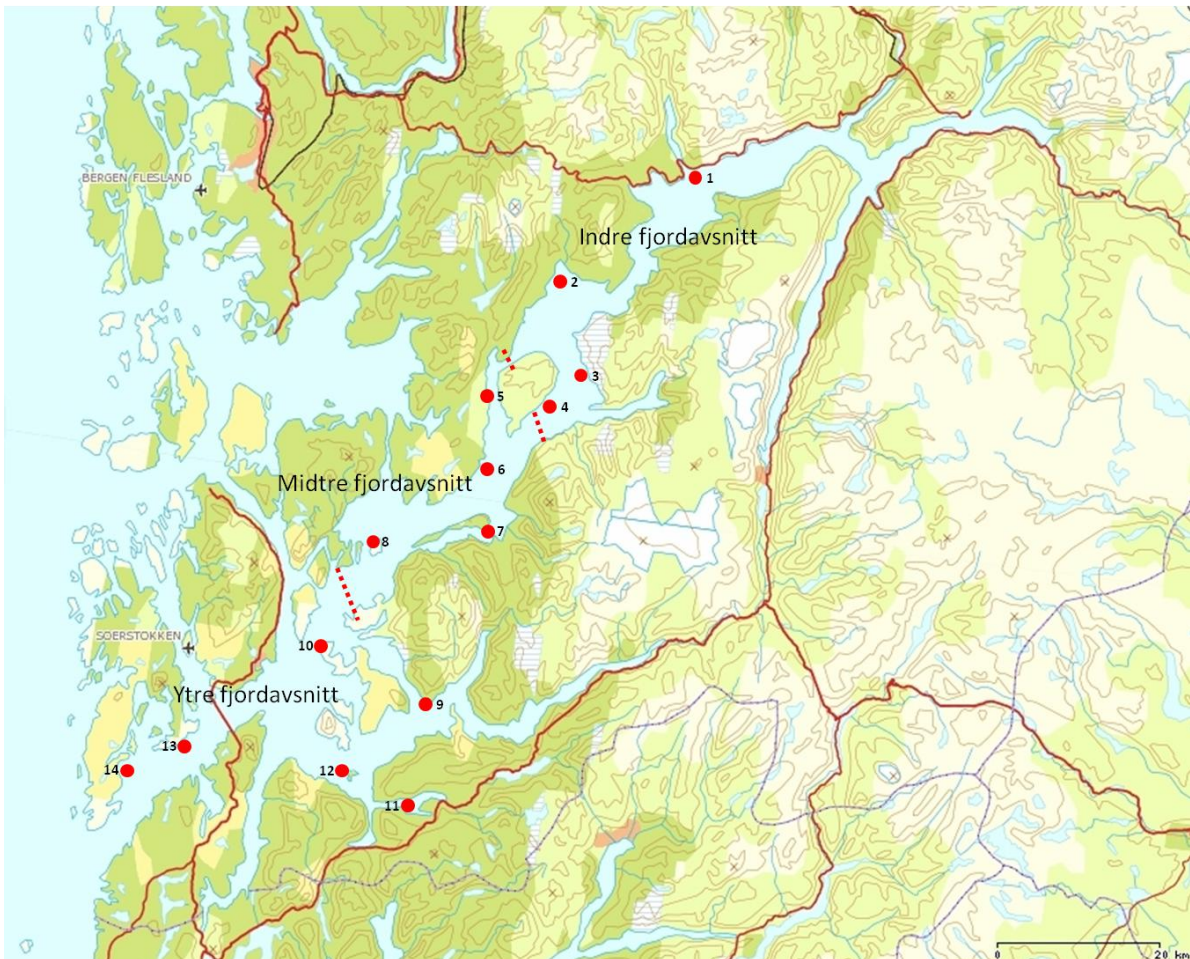 BERGEN FLESLAND
1
Indre fjordavsnitt
2
3
4
5
6
Midtre fjordavsnitt
7
8
SOERSTOKKEN
10
Ytre fjordavsnitt
9
13
14
12
11
0 20 km